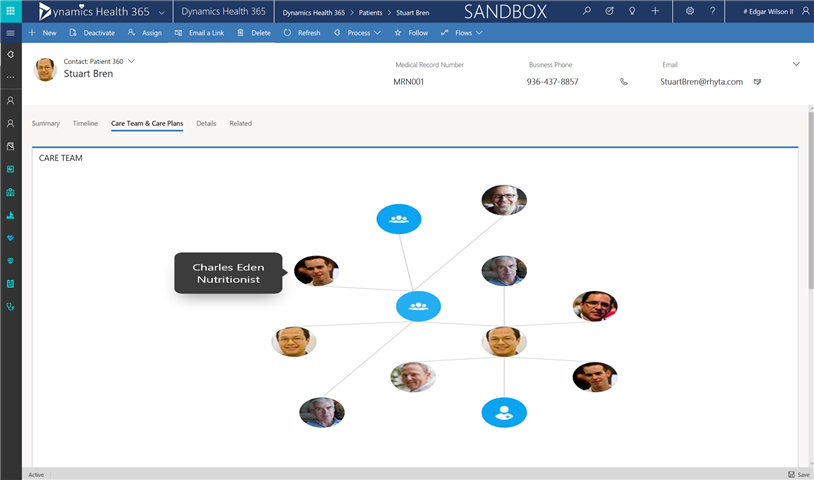 Dynamics Health 365
Dynamics Health 365
Dynamics Health 365 > Patients > Stuart Bren
SANDBOX
# Edgar Wilson II
New
Deactivate
Assign
Email a Link
Delete
Refresh
Process
Follow
Flows
Contact: Patient 360
Stuart Bren
Medical Record Number
MRN001
Business Phone
936-437-8857
Email
StuartBren@rhyta.com
Summary
Timeline
Care Team & Care Plans
Details
Related
CARE TEAM
Charles Eden
Nutritionist
Active
Save